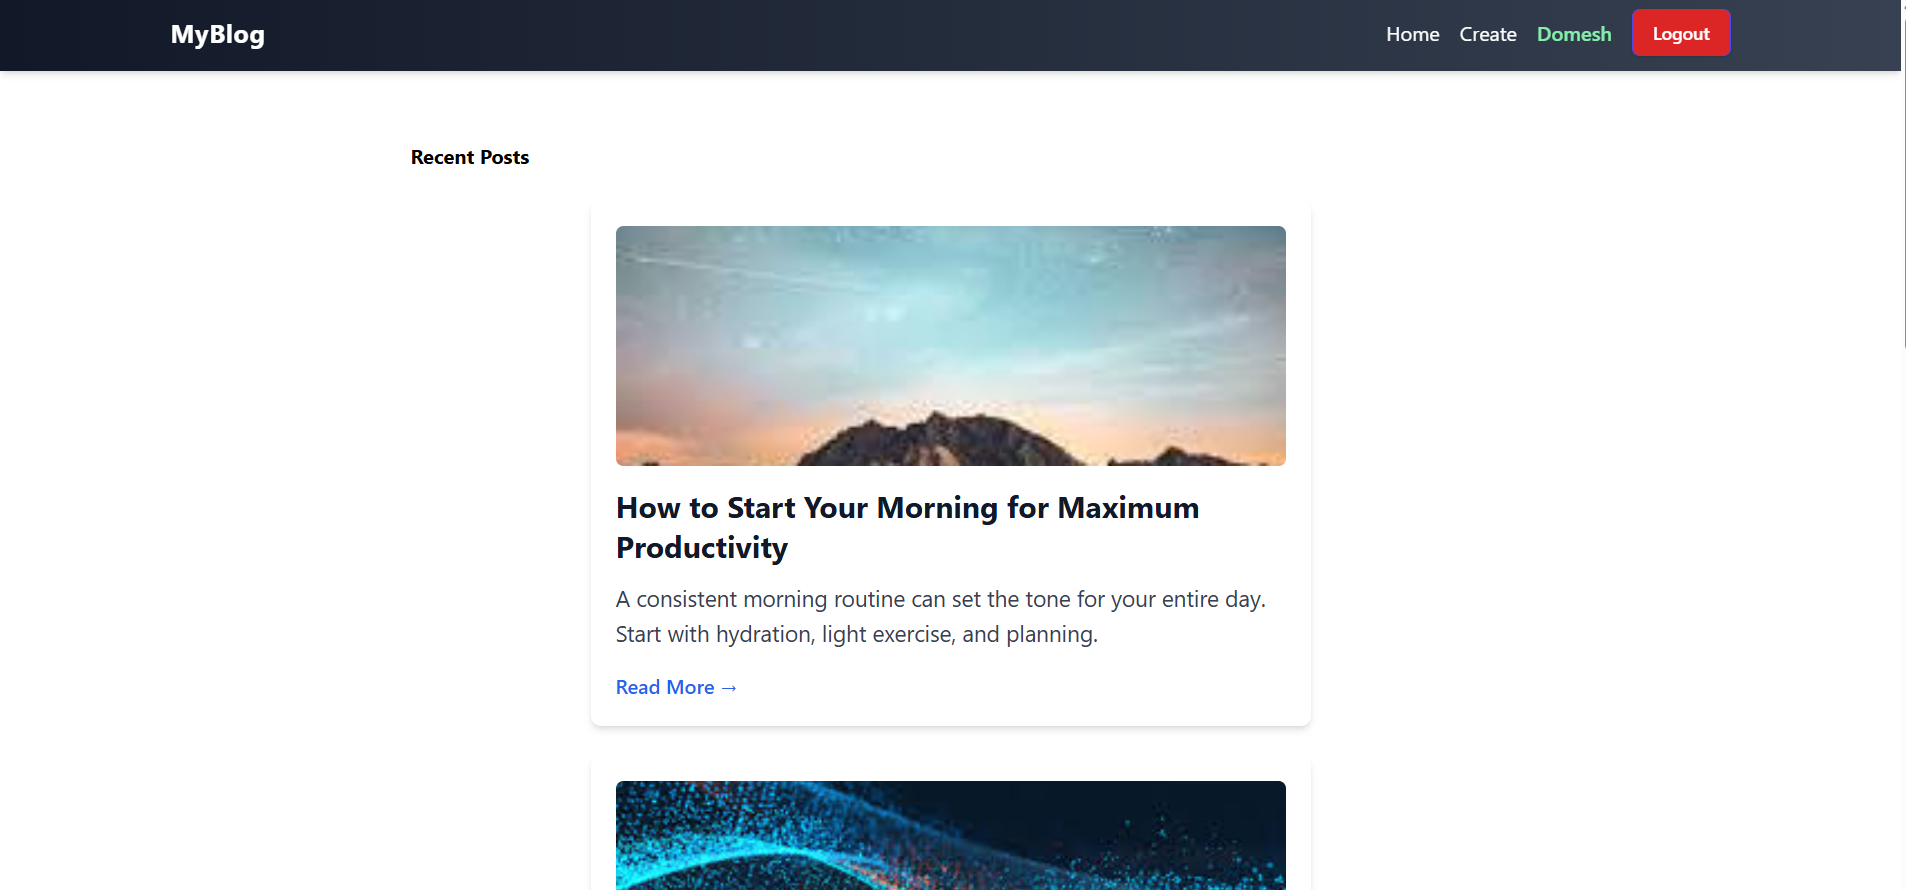 MyBlog
Home Create Domesh Logout
Recent Posts
How to Start Your Morning for Maximum
Productivity
A consistent morning routine can set the tone for your entire day.
Start with hydration, light exercise, and planning.
Read More →